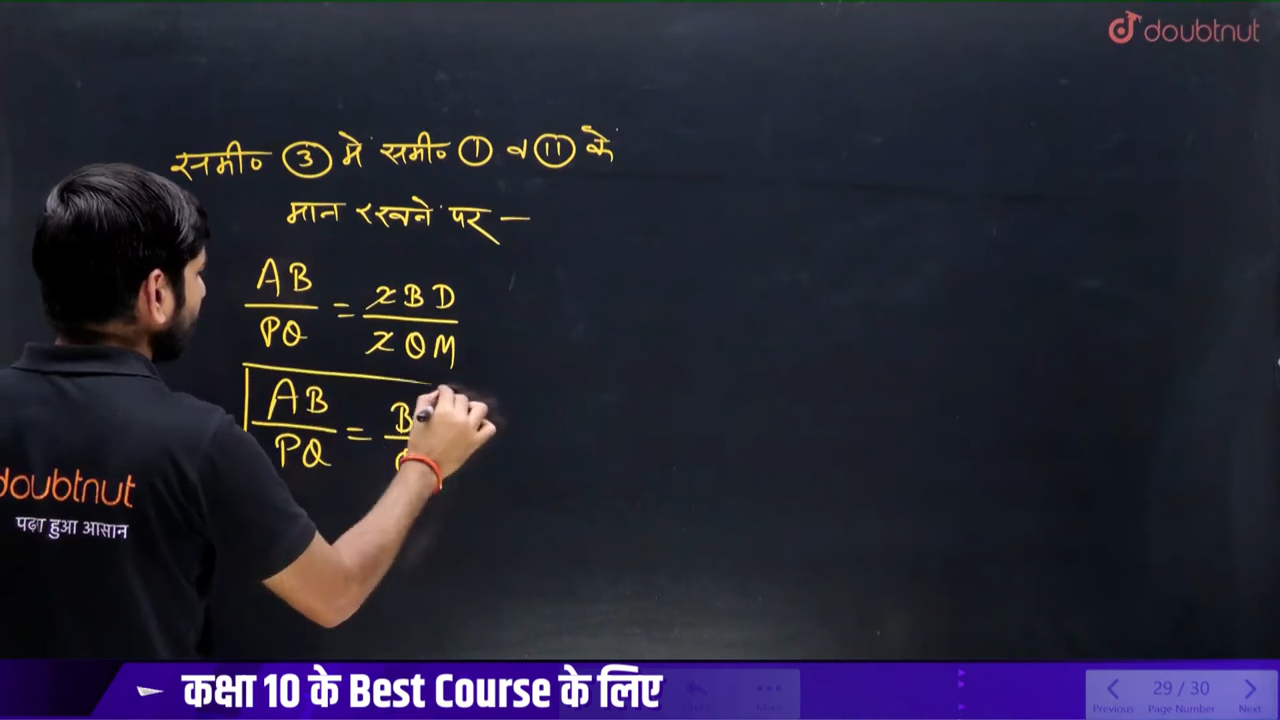 doubtnut
समी० ③ मे समी० ① व ⑪ के
मान रखने पर –
AB/PQ = 2BD/2QM
AB/PQ = B
doubtnut
पढ़ा हुआ आसान
कक्षा 10 के Best Course के लिए
29 / 30
Previous Page Number Next